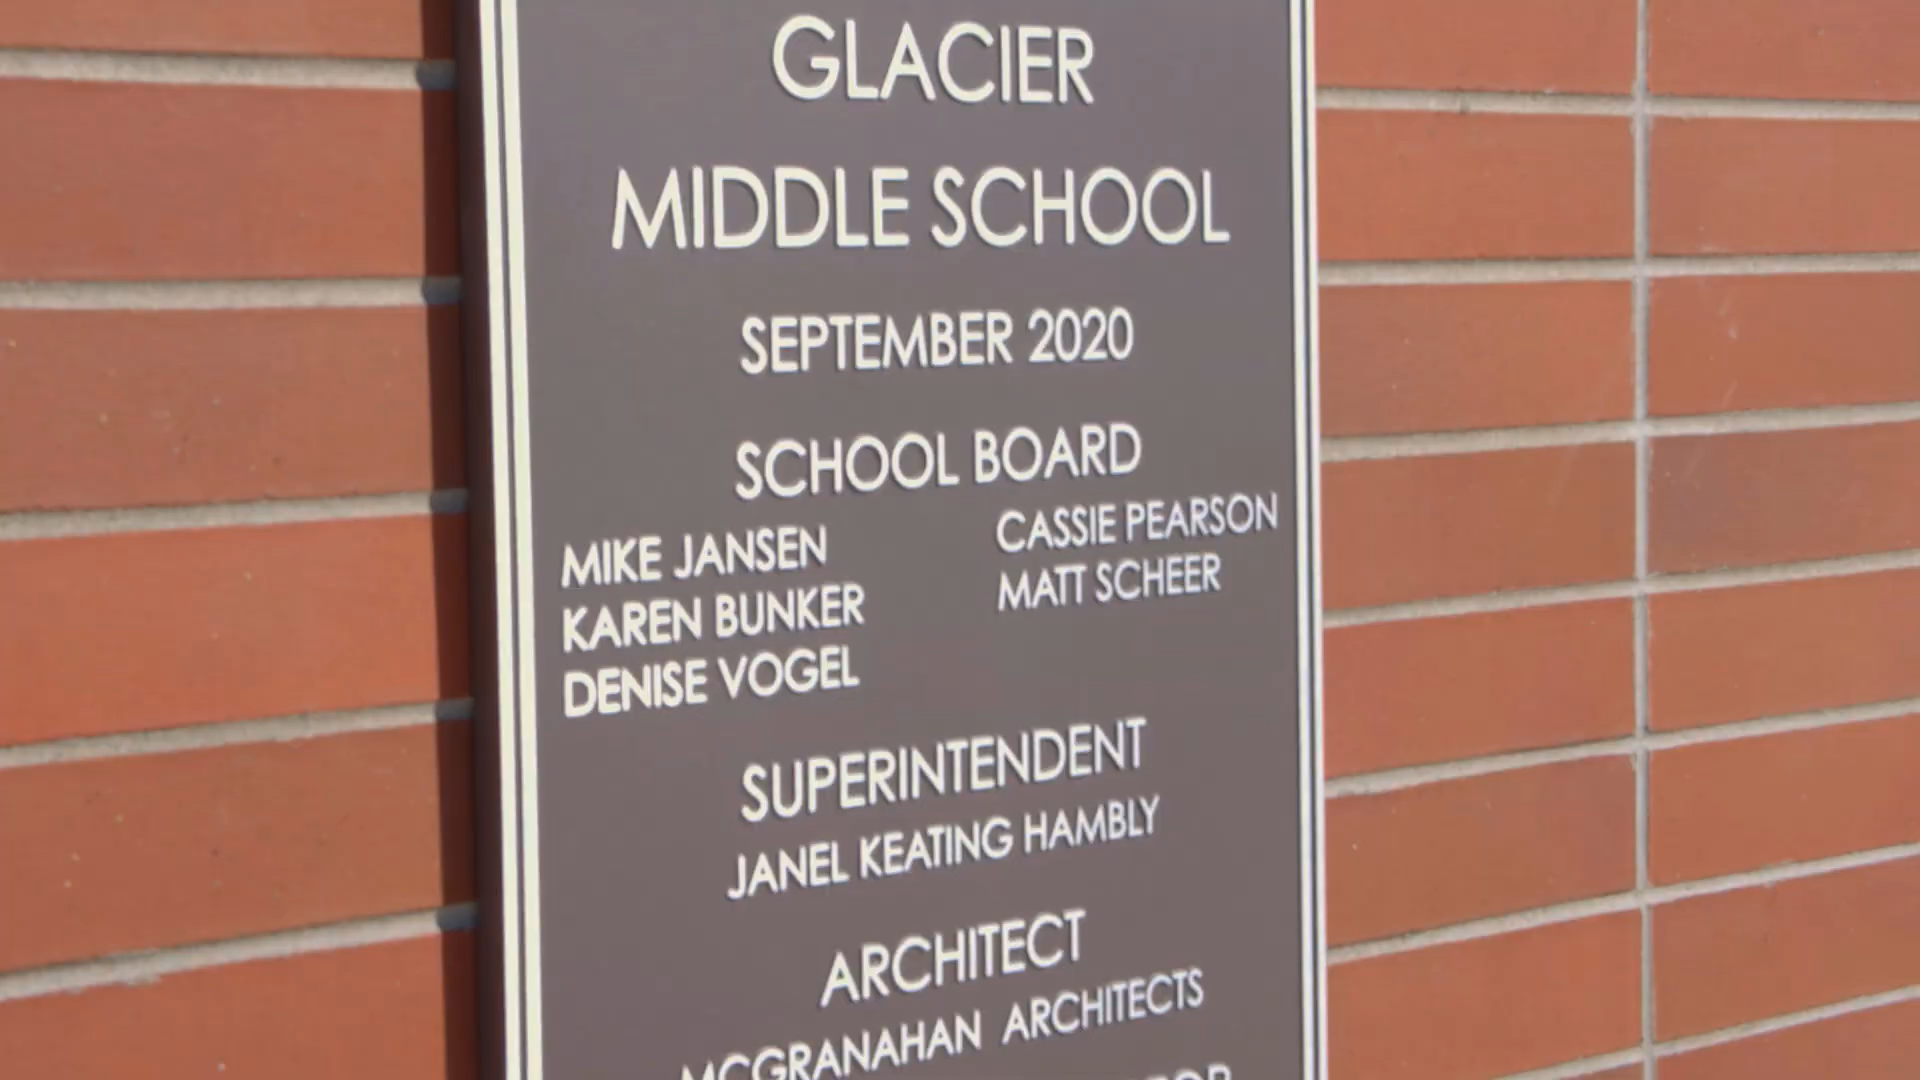 GLACIER
MIDDLE SCHOOL
SEPTEMBER 2020
SCHOOL BOARD
MIKE JANSEN
KAREN BUNKER
DENISE VOGEL
CASSIE PEARSON
MATT SCHEER
SUPERINTENDENT
JANEL KEATING HAMBLY
ARCHITECT
MCGRANAHAN ARCHITECTS